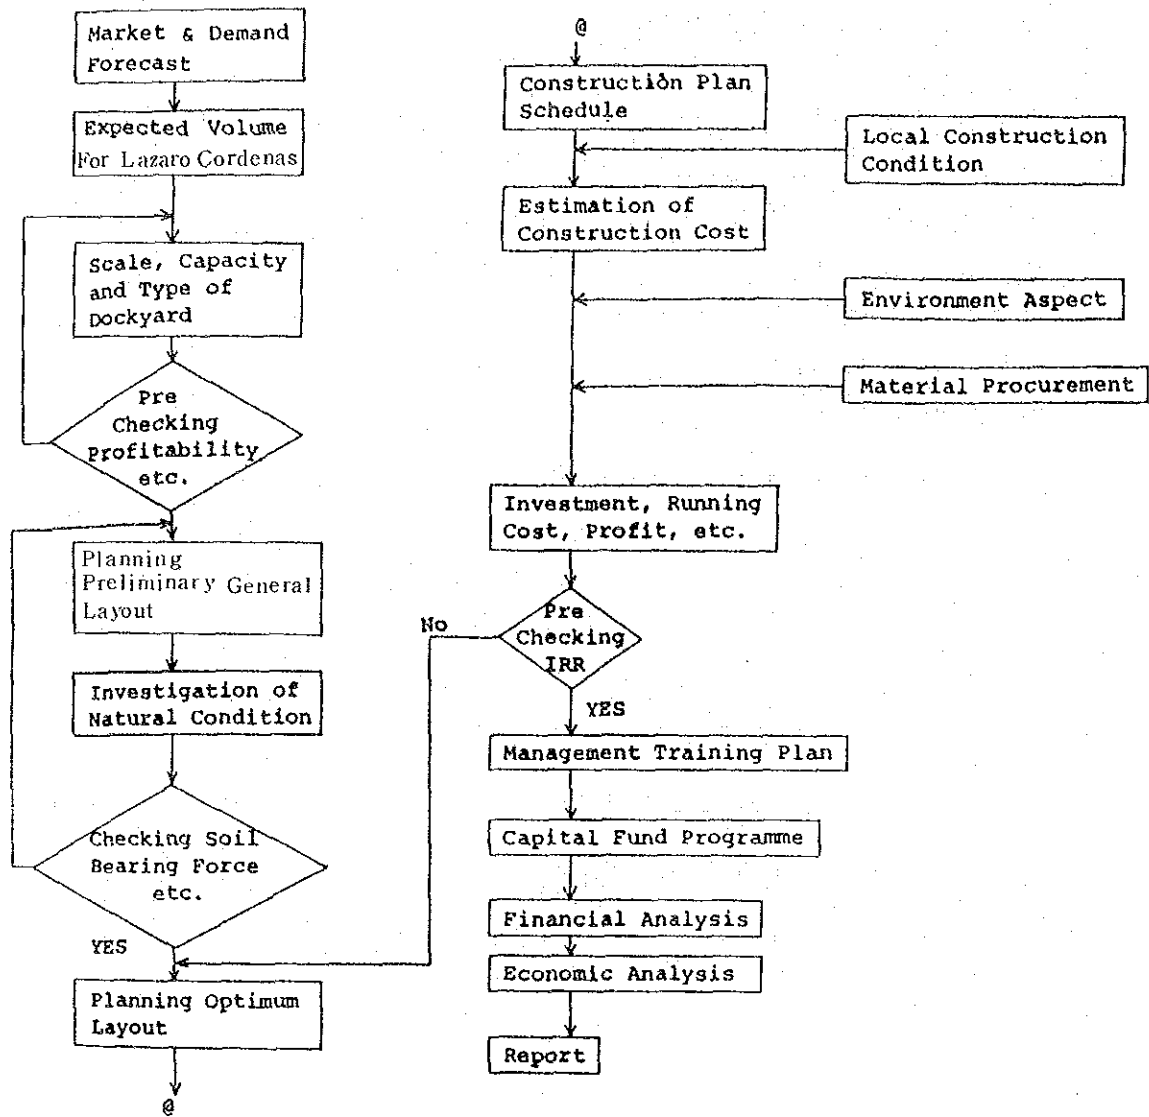 Market & Demand
Forecast
Expected Volume
For Lazaro Cordenas
Scale, Capacity
and Type of
Dockyard
Pre
Checking
Profitability
etc.
Planning
Preliminary General
Layout
Investigation of
Natural Condition
Checking Soil
Bearing Force
etc.
YES
Planning Optimum
Layout
@
@
Construction Plan
Schedule
Local Construction
Condition
Estimation of
Construction Cost
Environment Aspect
Material Procurement
Investment, Running
Cost, Profit, etc.
Pre
Checking
IRR
No
YES
Management Training Plan
Capital Fund Programme
Financial Analysis
Economic Analysis
Report